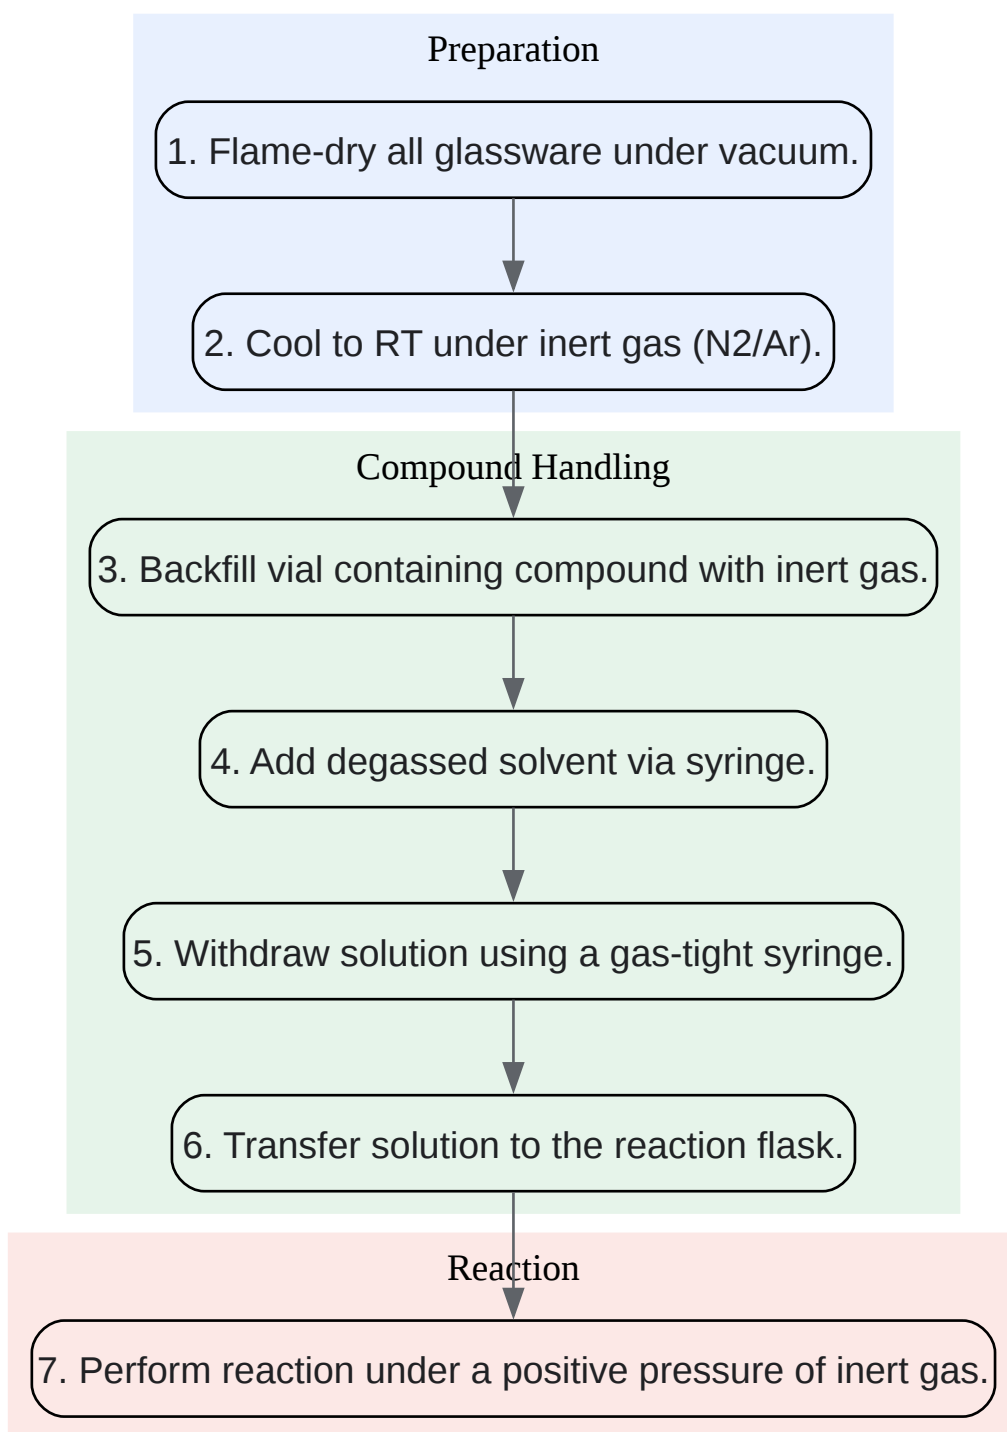 Preparation
1. Flame-dry all glassware under vacuum.
2. Cool to RT under inert gas (N2/Ar).
Compound Handling
3. Backfill vial containing compound with inert gas.
4. Add degassed solvent via syringe.
5. Withdraw solution using a gas-tight syringe.
6. Transfer solution to the reaction flask.
Reaction
7. Perform reaction under a positive pressure of inert gas.